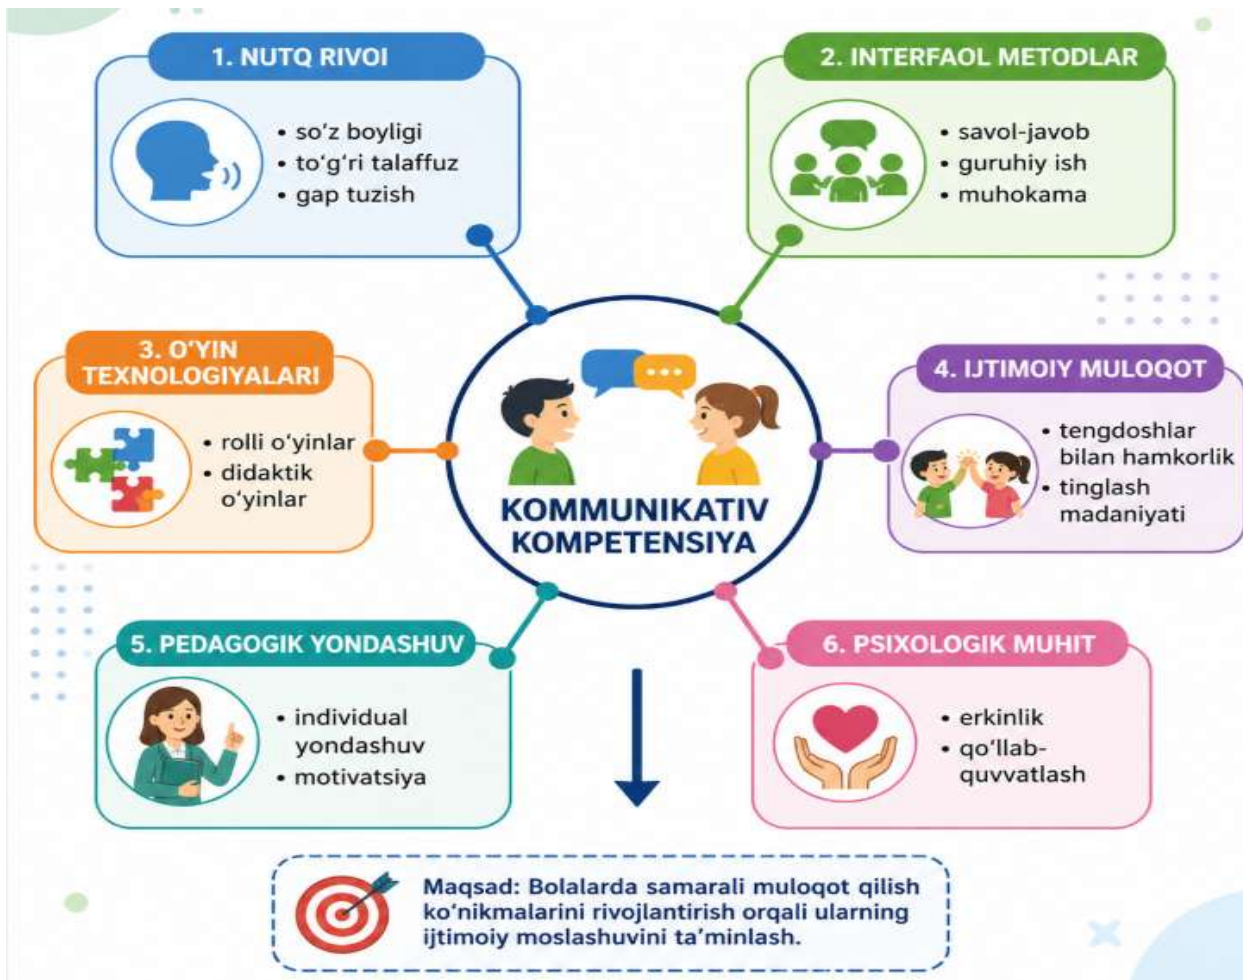 1. NUTQ RIVOI
• so‘z boyligi
• to‘g‘ri talaffuz
• gap tuzish
2. INTERFAOL METODLAR
• savol-javob
• guruhiy ish
• muhokama
3. O‘YIN
TEXNOLOGIYALARI
• rolli o‘yinlar
• didaktik
o‘yinlar
KOMMUNIKATIV
KOMPETENSIYA
4. IJTIMOIY MULOQOT
• tengdoshlar
bilan hamkorlik
• tinglash
madaniyati
5. PEDAGOGIK YONDASHUV
• individual
yondashuv
• motivatsiya
6. PSIXOLOGIK MUHIT
• erkinlik
• qo‘llab-
quvvatlash
Maqsad: Bolalarda samarali muloqot qilish
ko‘nikmalarini rivojlantirish orqali ularning
ijtimoiy moslashuvini ta’minlash.